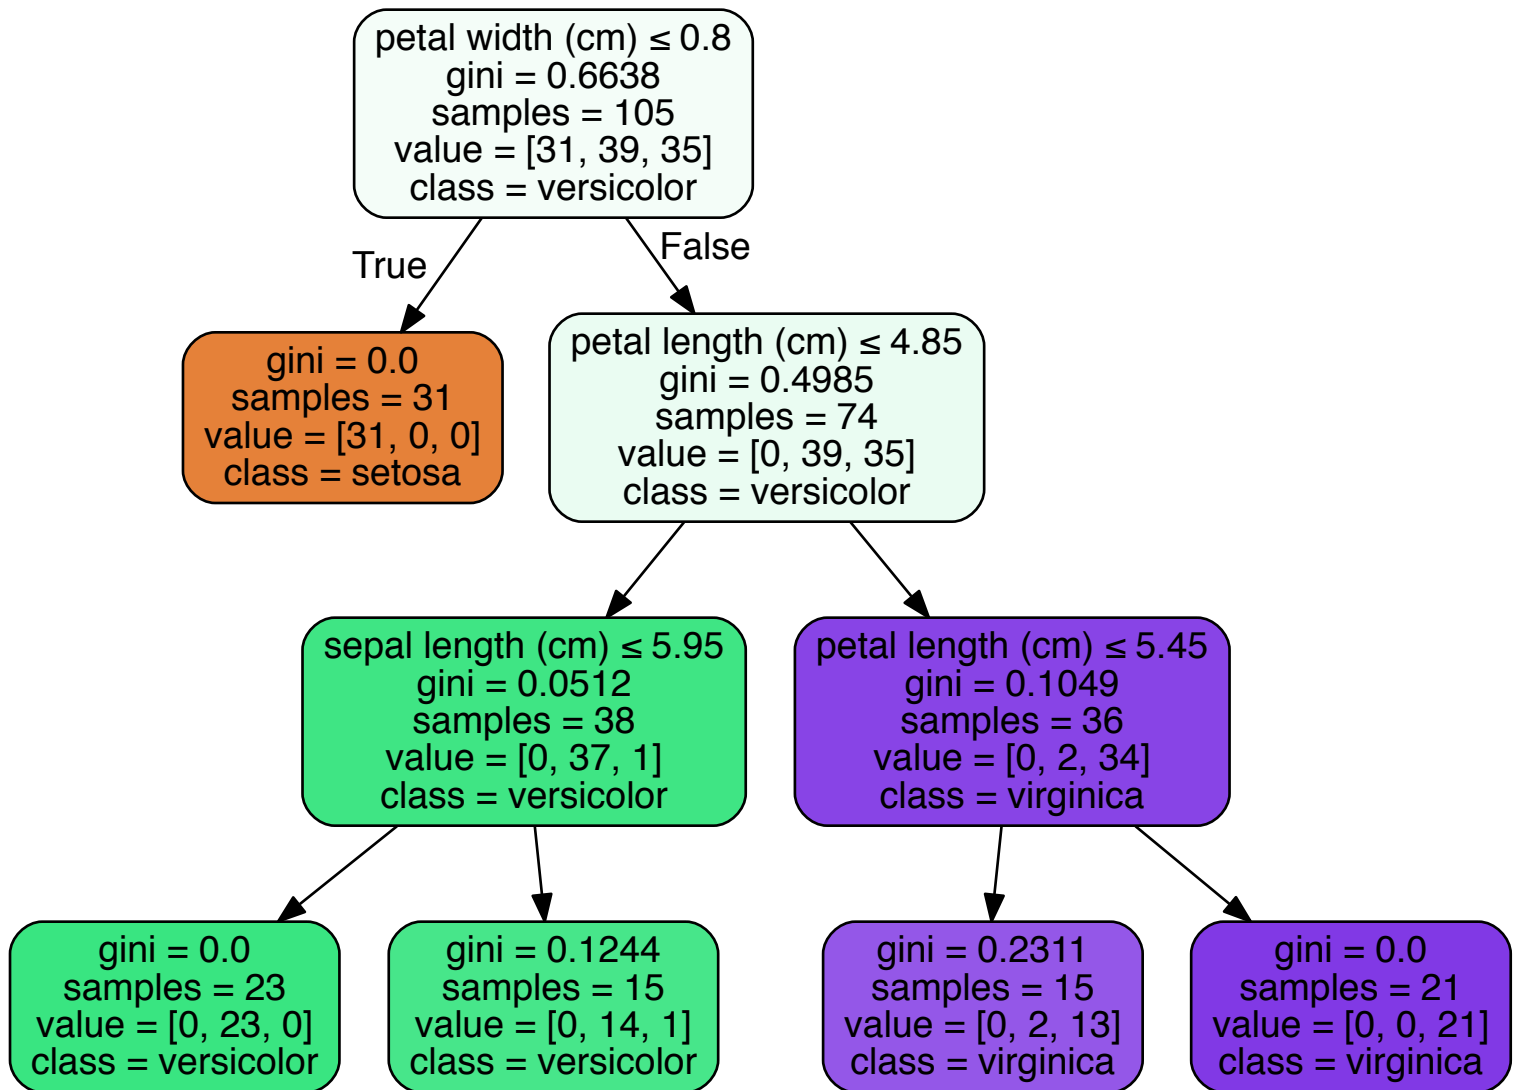 petal width (cm) ≤ 0.8
gini = 0.6638
samples = 105
value = [31, 39, 35]
class = versicolor
True
False
gini = 0.0
samples = 31
value = [31, 0, 0]
class = setosa
petal length (cm) ≤ 4.85
gini = 0.4985
samples = 74
value = [0, 39, 35]
class = versicolor
sepal length (cm) ≤ 5.95
gini = 0.0512
samples = 38
value = [0, 37, 1]
class = versicolor
petal length (cm) ≤ 5.45
gini = 0.1049
samples = 36
value = [0, 2, 34]
class = virginica
gini = 0.0
samples = 23
value = [0, 23, 0]
class = versicolor
gini = 0.1244
samples = 15
value = [0, 14, 1]
class = versicolor
gini = 0.2311
samples = 15
value = [0, 2, 13]
class = virginica
gini = 0.0
samples = 21
value = [0, 0, 21]
class = virginica